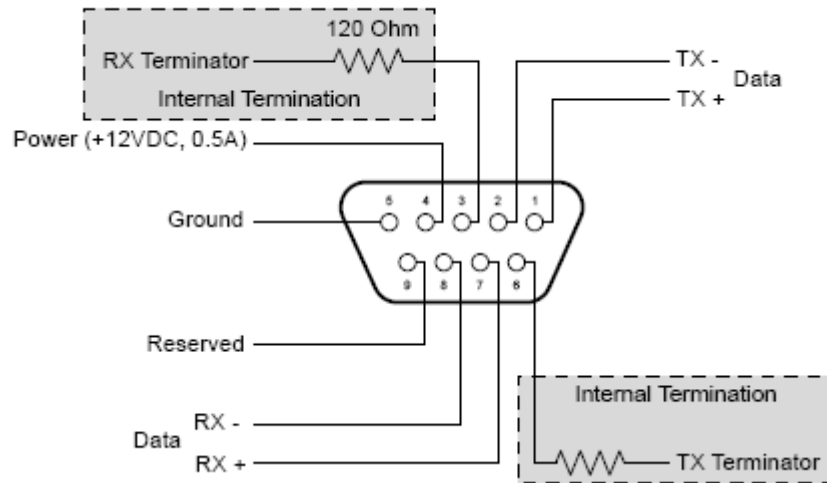 120 Ohm
RX Terminator
Internal Termination
TX -
Data
TX +
Power (+12VDC, 0.5A)
5 4 3 2 1
Ground
9 8 7 6
Reserved
Internal Termination
RX -
Data
RX +
TX Terminator